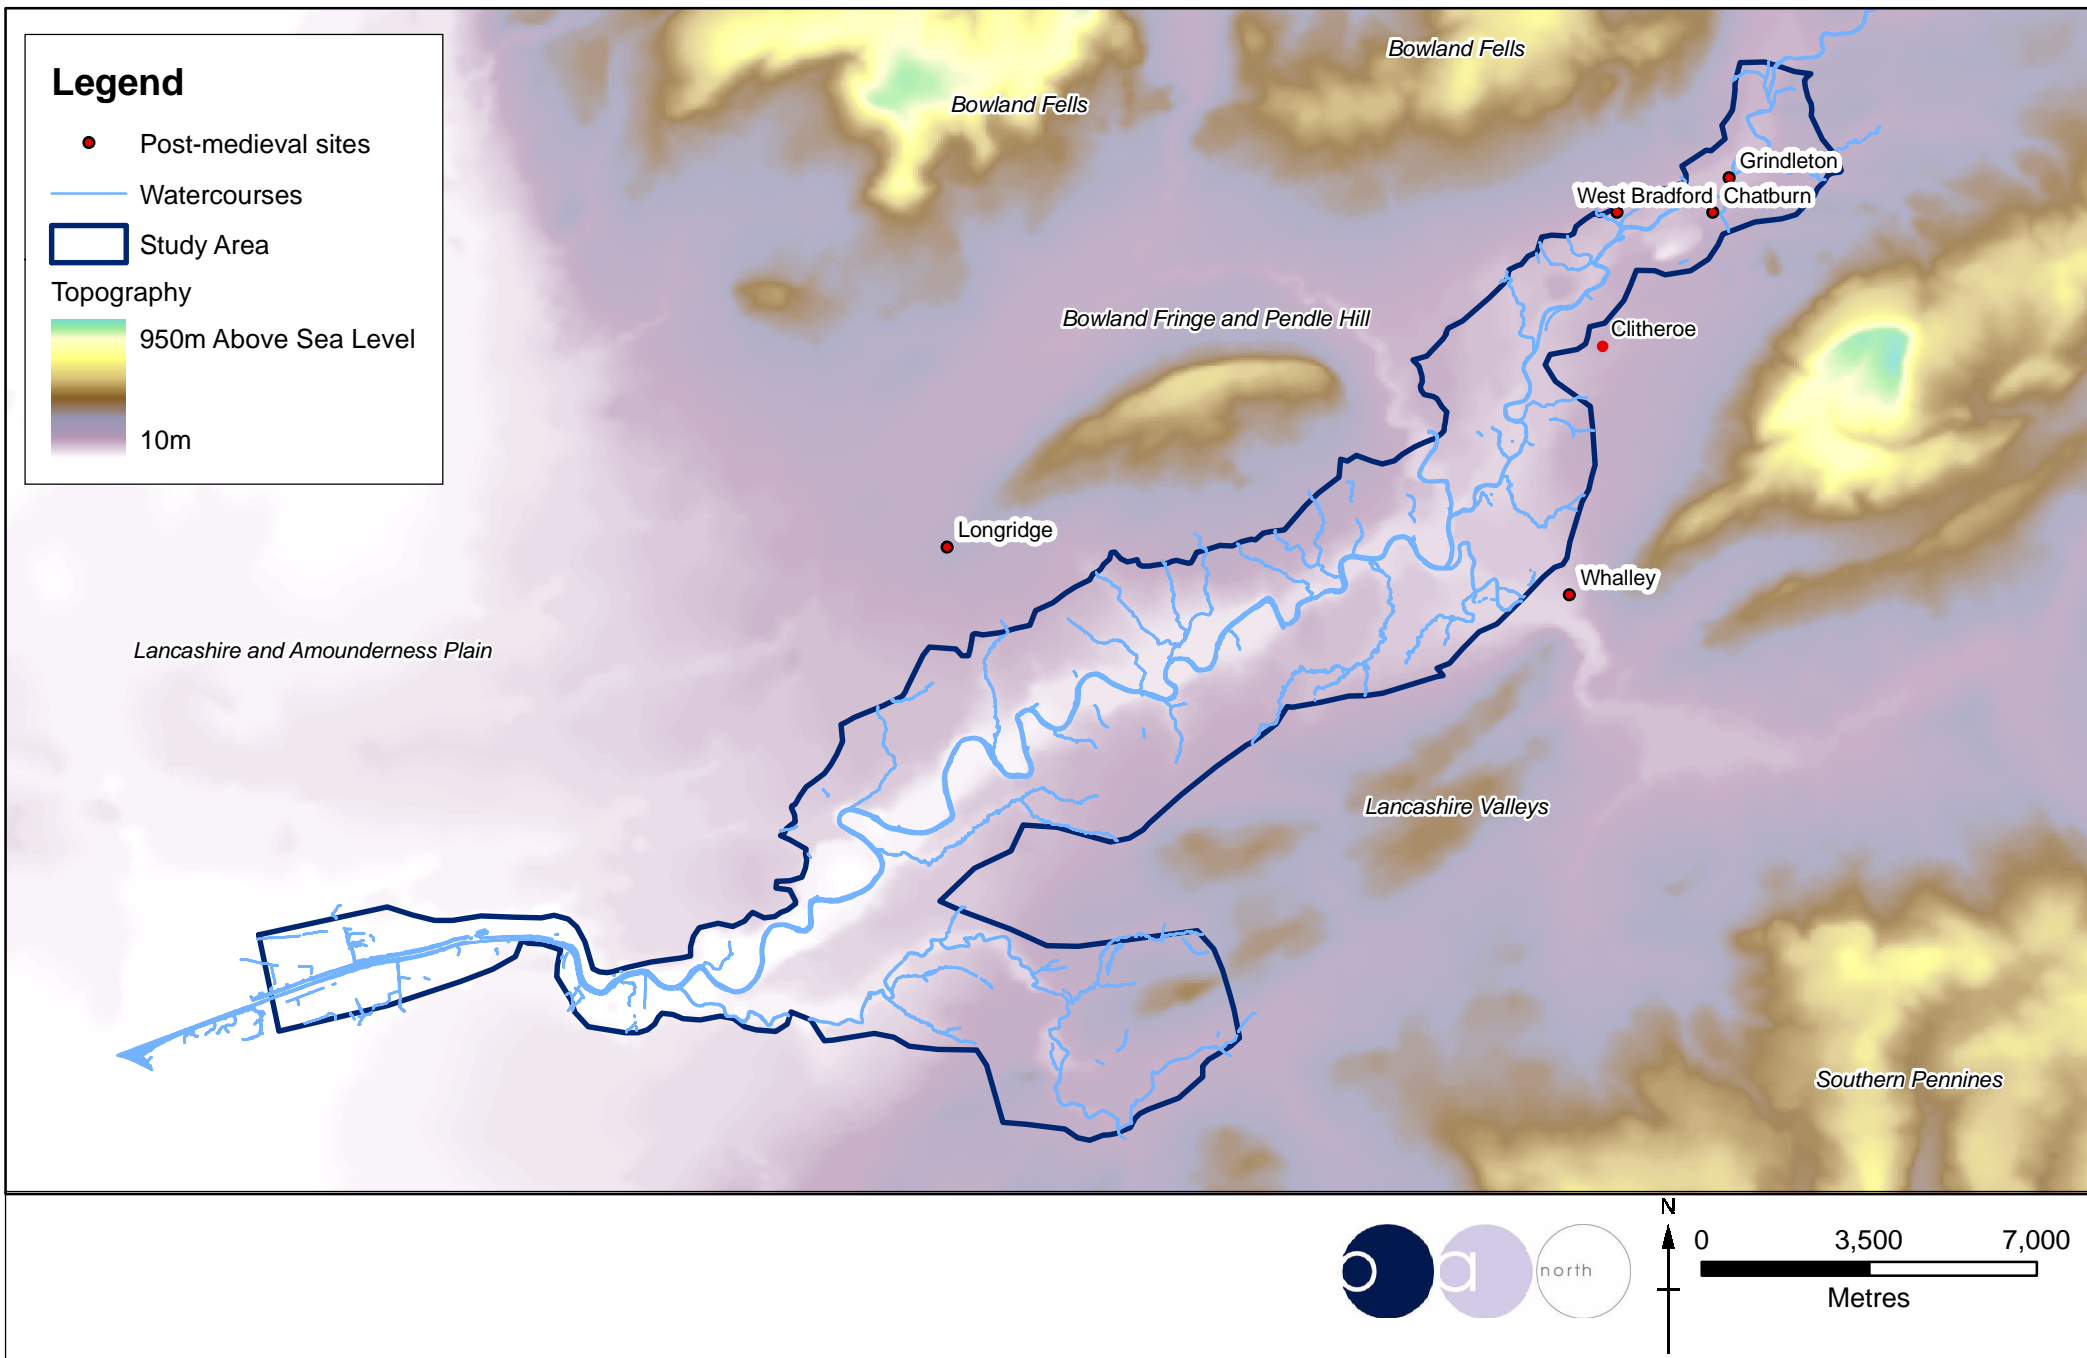 Legend
Post-medieval sites
Watercourses
Study Area
Topography
950m Above Sea Level
10m
Bowland Fells
Bowland Fells
Grindleton
West Bradford
Chatburn
Bowland Fringe and Pendle Hill
Clitheroe
Longridge
Whalley
Lancashire and Amounderness Plain
Lancashire Valleys
Southern Pennines
oa north
N
0
3,500
7,000
Metres